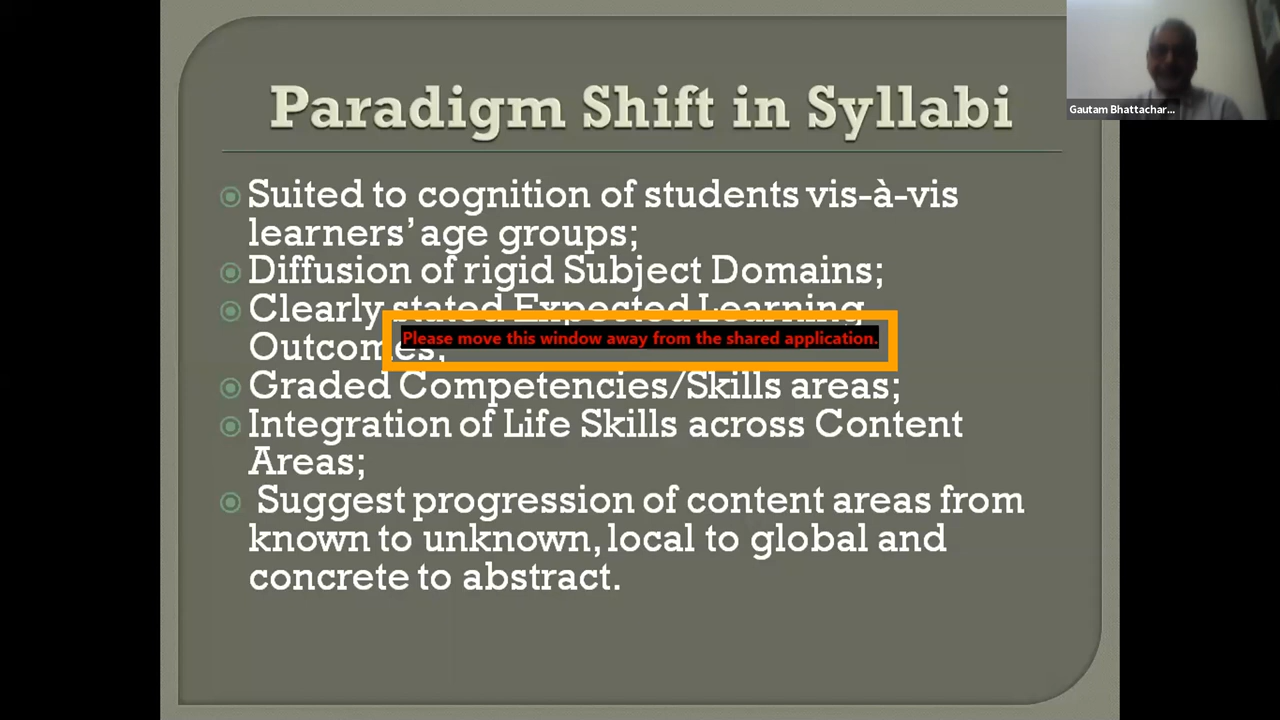 Paradigm Shift in Syllabi
Gautam Bhattachar...
Suited to cognition of students vis-à-vis
learners' age groups;
Diffusion of rigid Subject Domains;
Clearly stated Expected Learning
Please move this window away from the shared application.
Outcomes;
Graded Competencies/Skills areas;
Integration of Life Skills across Content
Areas;
Suggest progression of content areas from
known to unknown, local to global and
concrete to abstract.